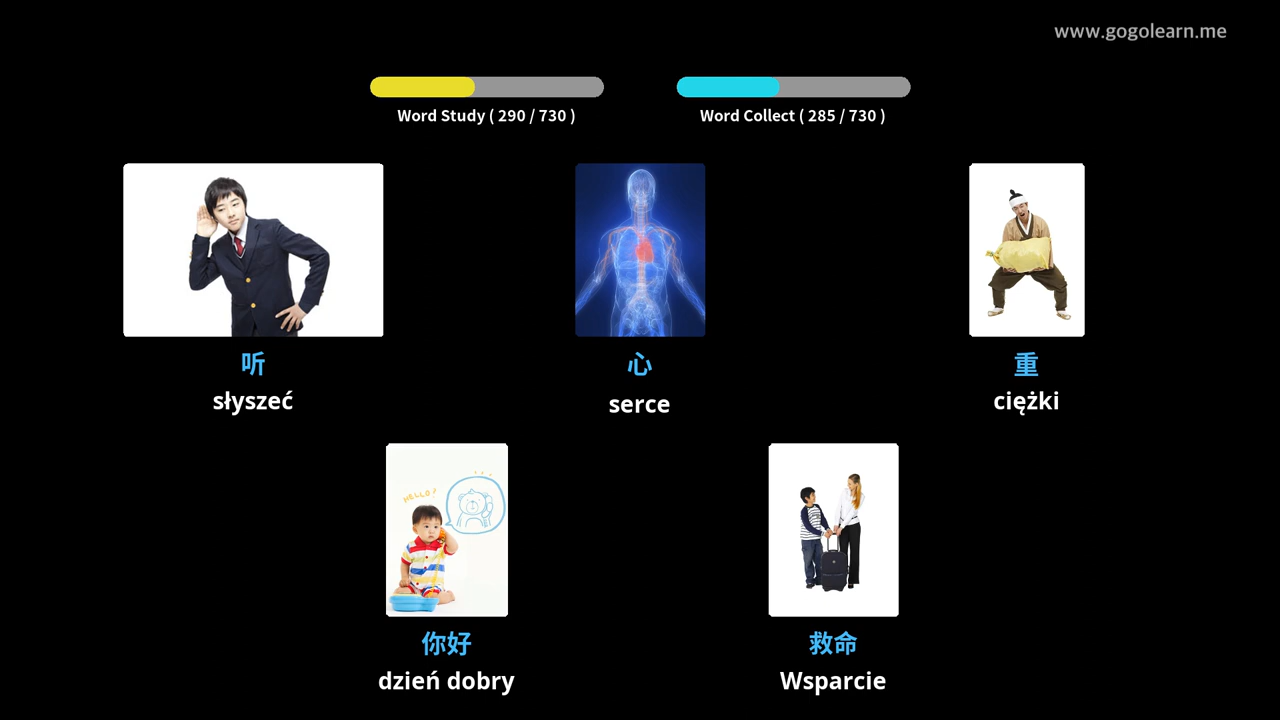 www.gogolearn.me
Word Study ( 290 / 730 )
Word Collect ( 285 / 730 )
听
słyszeć
心
serce
重
ciężki
HELLO?
你好
dzień dobry
救命
Wsparcie